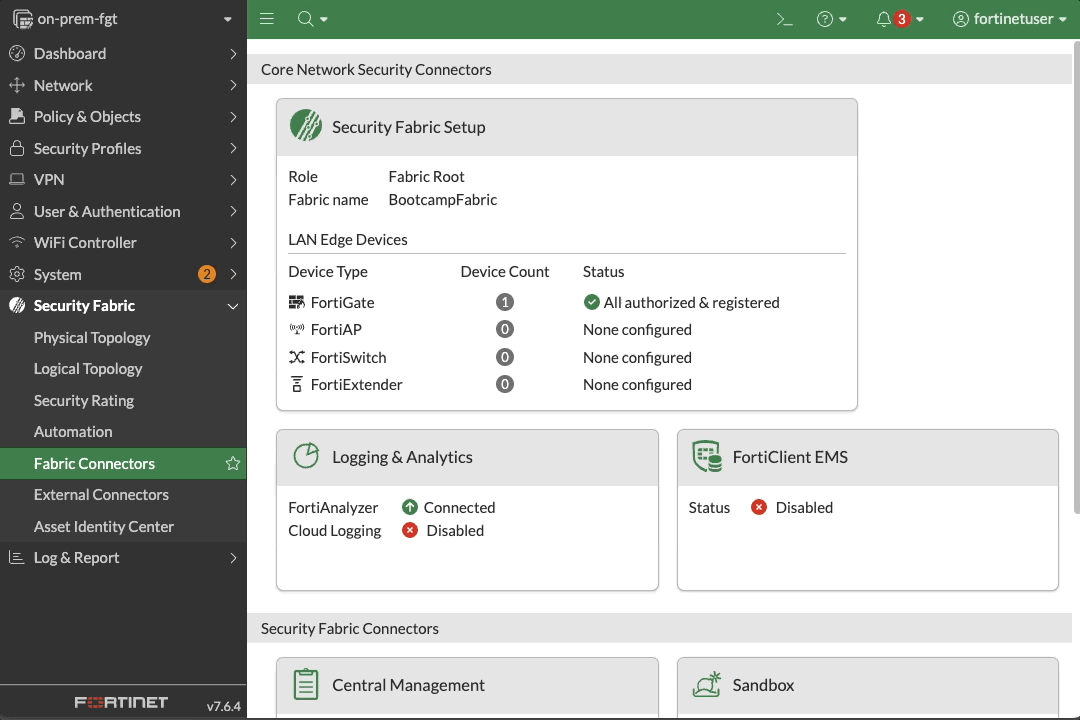 on-prem-fgt
3
fortinetuser
Dashboard
Network
Policy & Objects
Security Profiles
VPN
User & Authentication
WiFi Controller
System 2
Security Fabric
Physical Topology
Logical Topology
Security Rating
Automation
Fabric Connectors
External Connectors
Asset Identity Center
Log & Report
FORTINET v7.6.4
Core Network Security Connectors
Security Fabric Setup
Role Fabric Root
Fabric name BootcampFabric
LAN Edge Devices
Device Type Device Count Status
FortiGate 1 All authorized & registered
FortiAP 0 None configured
FortiSwitch 0 None configured
FortiExtender 0 None configured
Logging & Analytics
FortiAnalyzer Connected
Cloud Logging Disabled
FortiClient EMS
Status Disabled
Security Fabric Connectors
Central Management
Sandbox